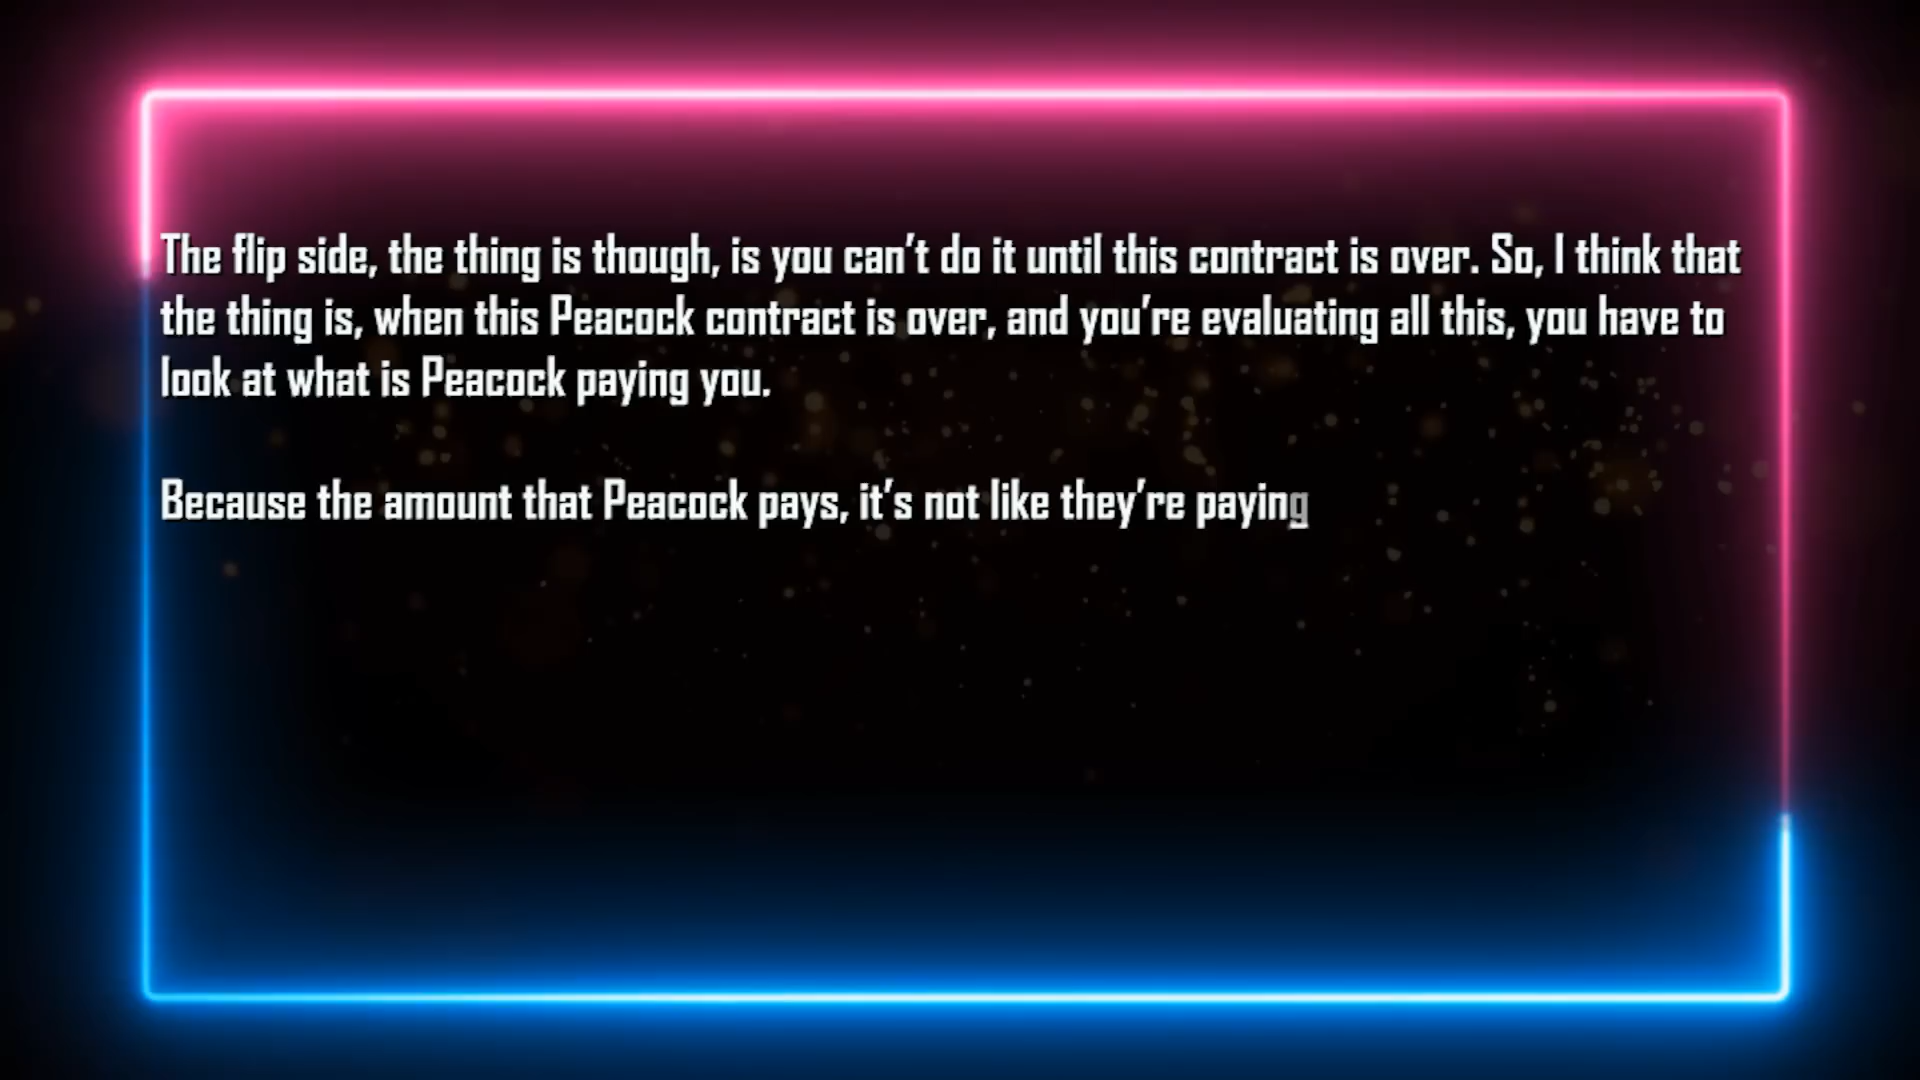 The flip side, the thing is though, is you can’t do it until this contract is over. So, I think that
the thing is, when this Peacock contract is over, and you’re evaluating all this, you have to
look at what is Peacock paying you.
Because the amount that Peacock pays, it’s not like they’re paying